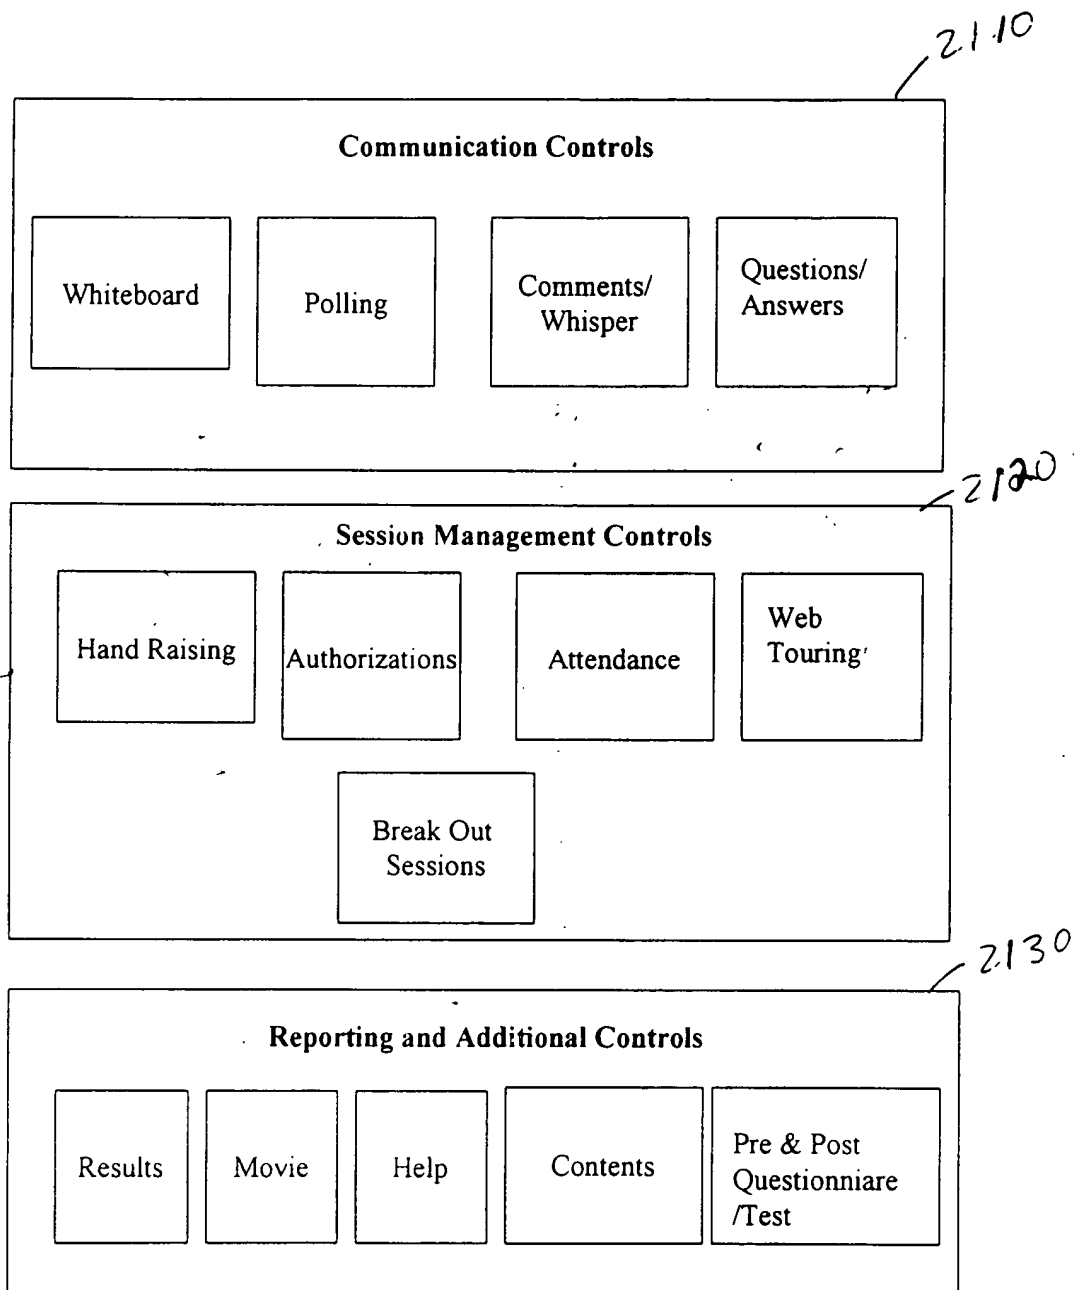 2110
Communication Controls
Whiteboard
Polling
Comments/
Whisper
Questions/
Answers
2120
Session Management Controls
Hand Raising
Authorizations
Attendance
Web
Touring
Break Out
Sessions
2130
Reporting and Additional Controls
Results
Movie
Help
Contents
Pre & Post
Questionniare
/Test